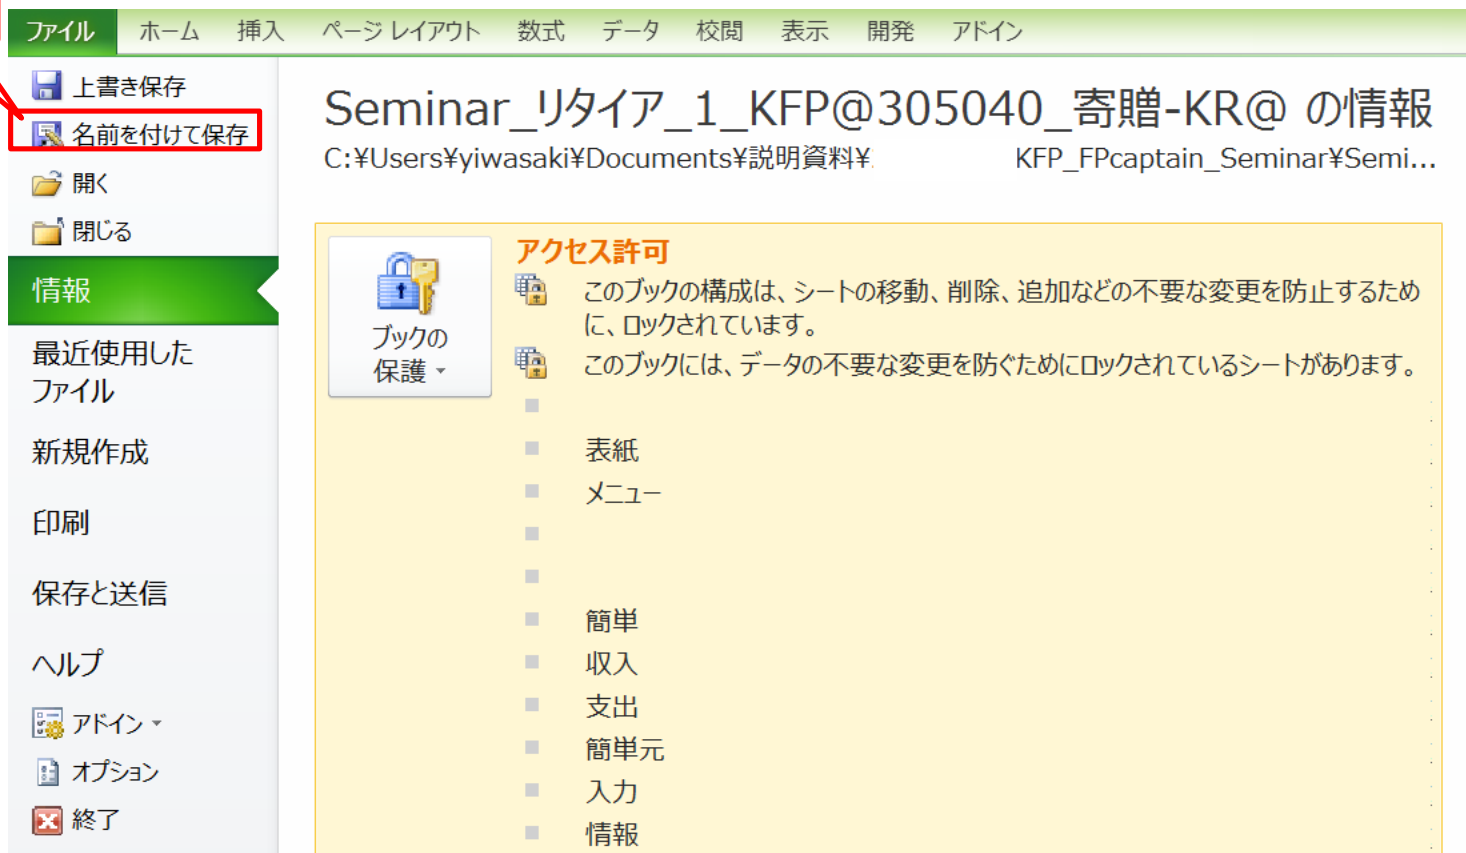 ファイル ホーム 挿入 ページ レイアウト 数式 データ 校閲 表示 開発 アドイン
上書き保存
名前を付けて保存
開く
閉じる
情報
最近使用した
ファイル
新規作成
印刷
保存と送信
ヘルプ
アドイン
オプション
終了
Seminar_リタイア_1_KFP@305040_寄贈-KR@ の情報
C:¥Users¥yiwasaki¥Documents¥説明資料¥ KFP_FPcaptain_Seminar¥Semi...
ブックの
保護
アクセス許可
このブックの構成は、シートの移動、削除、追加などの不要な変更を防止するため
に、ロックされています。
このブックには、データの不要な変更を防ぐためにロックされているシートがあります。
表紙
メニュー
簡単
収入
支出
簡単元
入力
情報